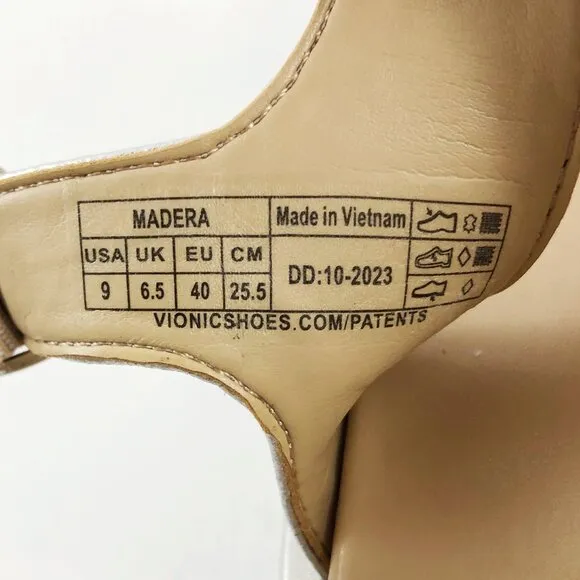 MADERA Made in Vietnam
USA UK EU CM
DD:10-2023
9 6.5 40 25.5
VIONICSHOES.COM/PATENTS